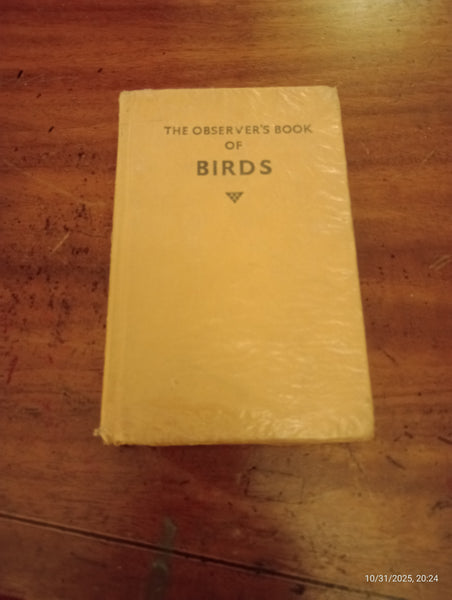 THE OBSERVER'S BOOK
OF
BIRDS
10/31/2025, 20:24